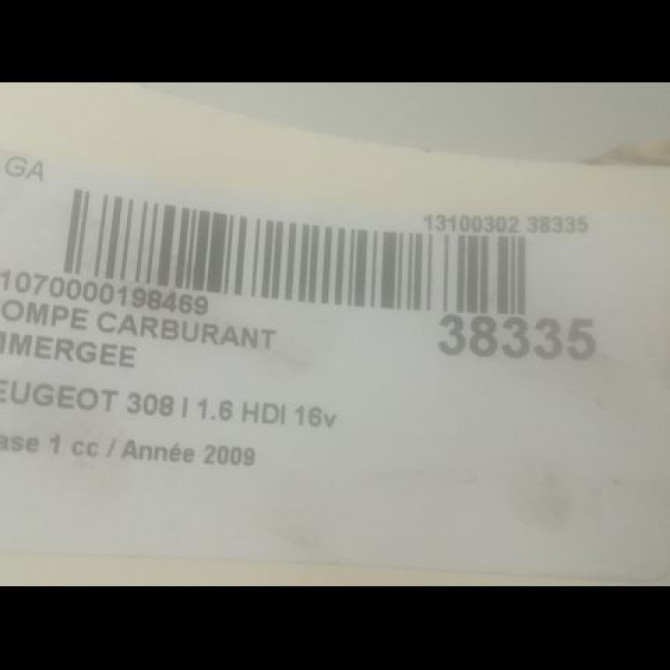 GA
13100302 38335
1070000198469
38335
OMPE CARBURANT
MMERGEE
EUGEOT 308 I 1.6 HDI 16v
ase 1 cc / Année 2009